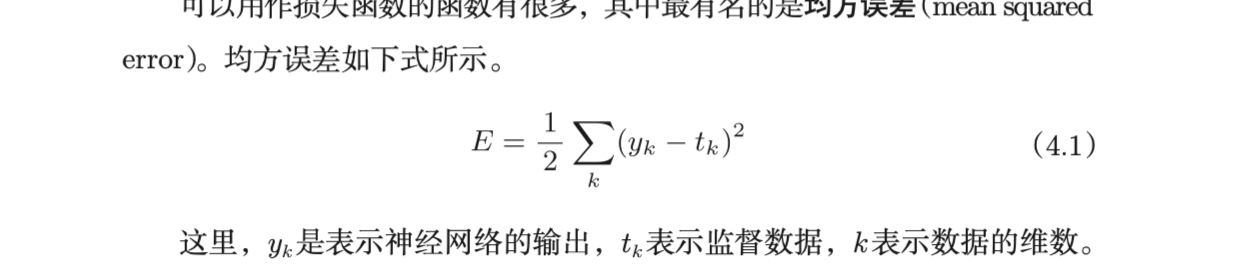 可以用作损失函数的函数有很多，其中最有名的是均方误差(mean squared
error)。均方误差如下式所示。
E = \frac{1}{2} \sum_k (y_k - t_k)^2 (4.1)
这里，y_k是表示神经网络的输出，t_k表示监督数据，k表示数据的维数。